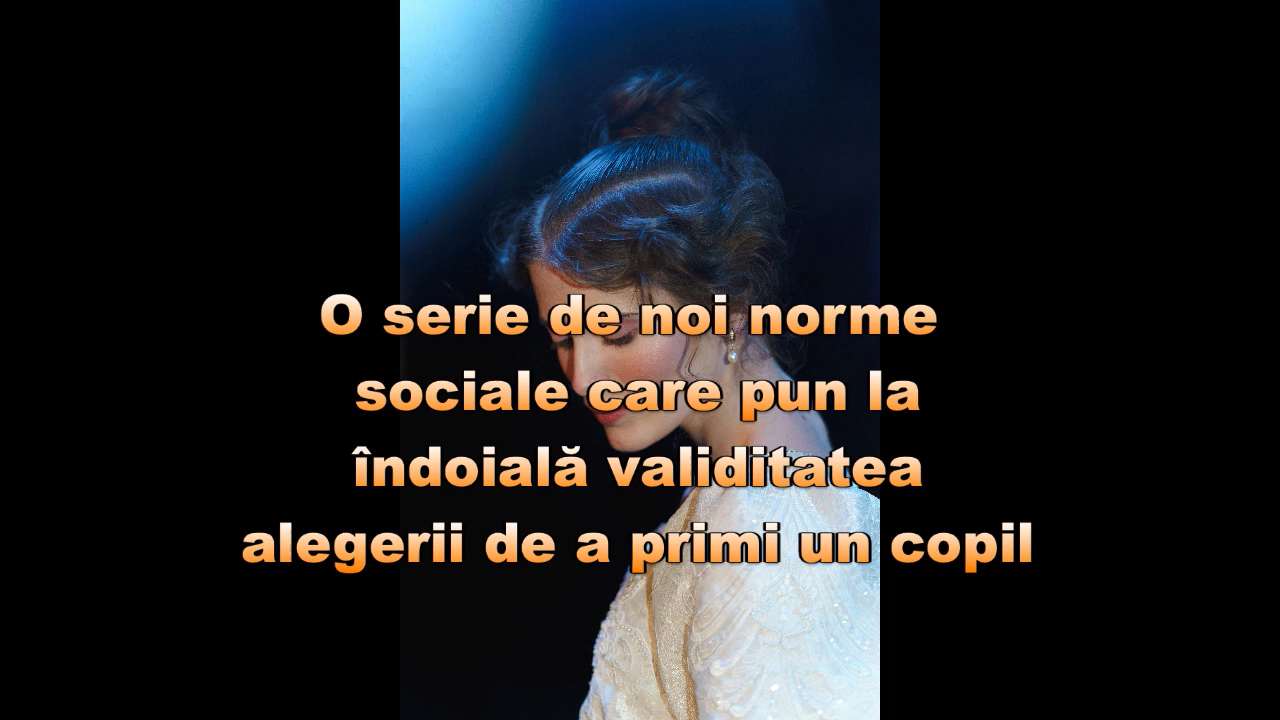 O serie de noi norme
sociale care pun la
îndoială validitatea
alegerii de a primi un copil